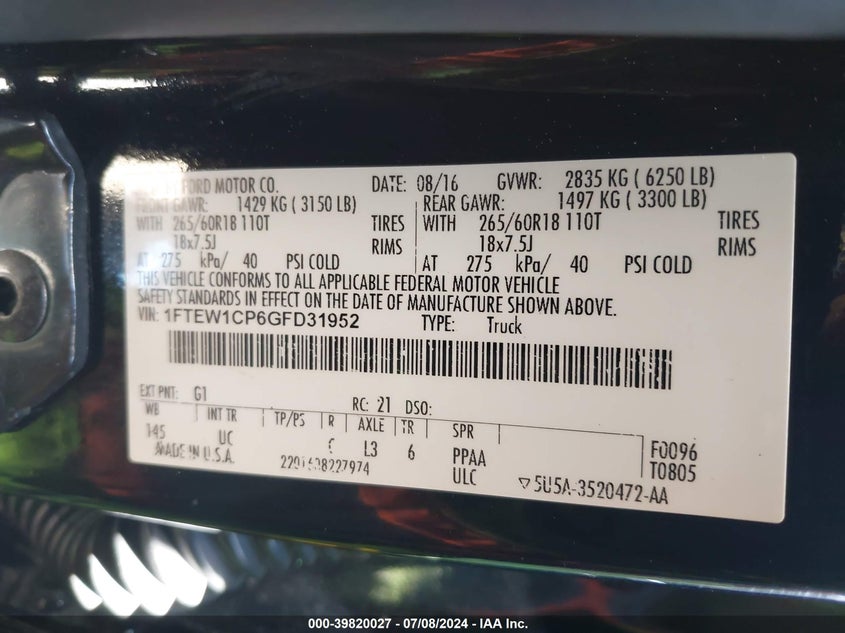 FORD MOTOR CO. DATE: 08/16 GVWR: 2835 KG ( 6250 LB)
FRONT GAWR: 1429 KG ( 3150 LB) REAR GAWR: 1497 KG ( 3300 LB)
WITH 265/60R18 110T TIRES WITH 265/60R18 110T TIRES
18x7.5J RIMS 18x7.5J RIMS
AT 275 kPa/ 40 PSI COLD AT 275 kPa/ 40 PSI COLD
THIS VEHICLE CONFORMS TO ALL APPLICABLE FEDERAL MOTOR VEHICLE
SAFETY STANDARDS IN EFFECT ON THE DATE OF MANUFACTURE SHOWN ABOVE.
VIN: 1FTEW1CP6GFD31952 TYPE: Truck
EXT PNT: G1 RC: 21 DSO:
WB INT TR TP/PS R AXLE TR SPR
145 UC L3 6 PPAA F0096
MADE IN U.S.A. ULC T0805
▽5U5A-3520472-AA
000-39820027 - 07/08/2024 - IAA Inc.